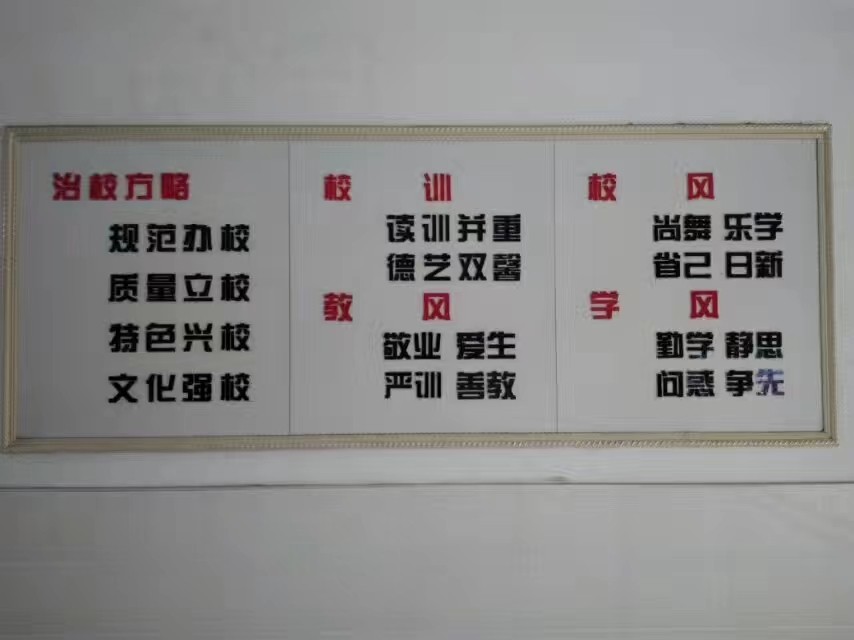 治校方略
规范办校
质量立校
特色兴校
文化强校
校训
读训并重
德艺双馨
教风
敬业 爱生
严训 善教
校风
尚舞 乐学
省己 日新
学风
勤学 静思
问惑 争先